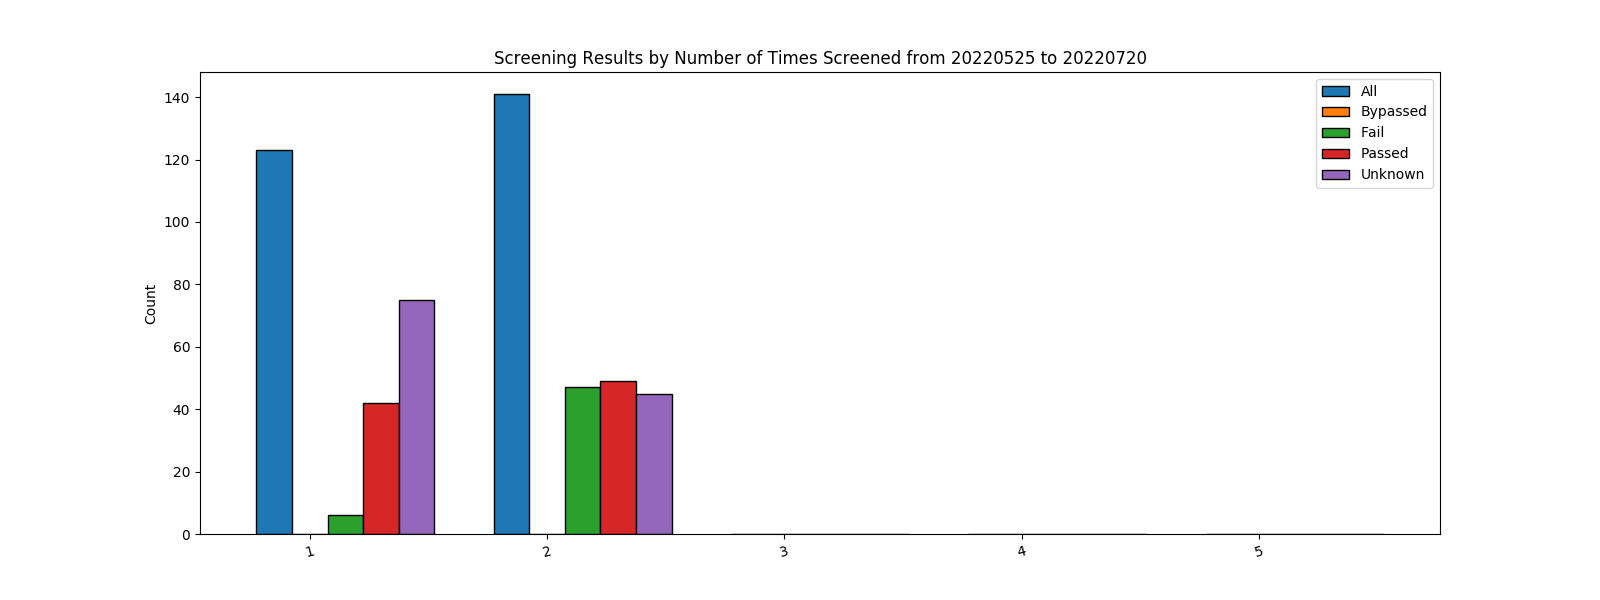 Screening Results by Number of Times Screened from 20220525 to 20220720
140
120
100
80
60
40
20
0
Count
1
2
3
4
5
All
Bypassed
Fail
Passed
Unknown